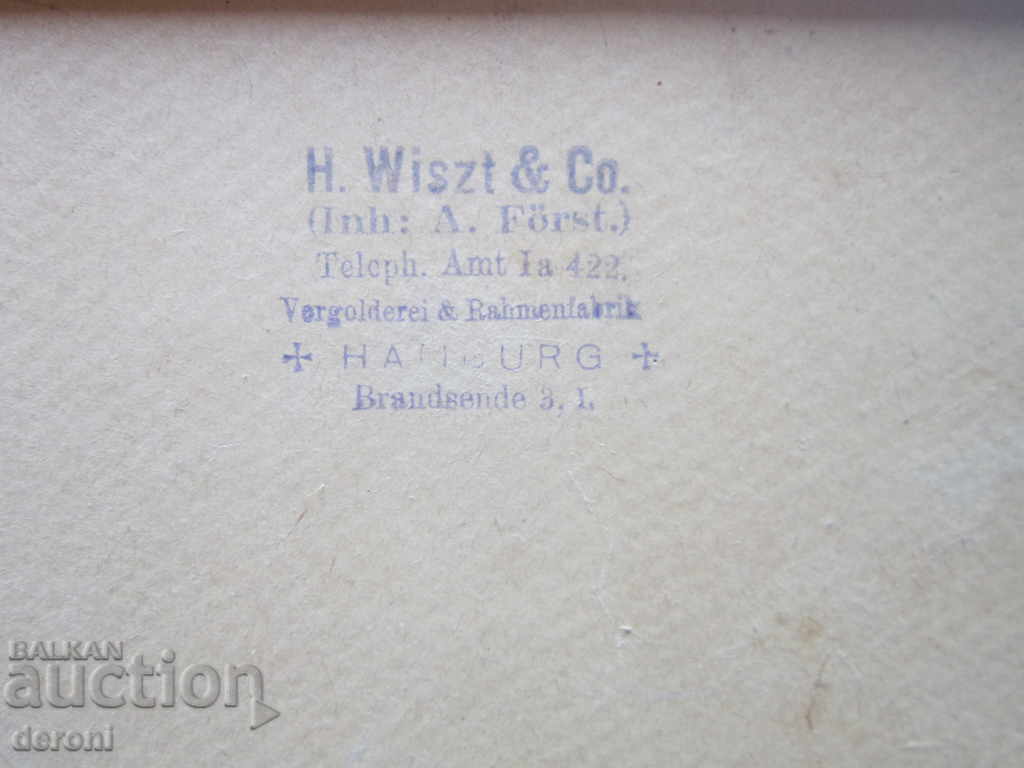 H. Wiszt & Co.
(Inh: A. Först.)
Teleph. Amt Ia 422.
Vergolderei & Rahmenfabrik
HAMBURG
Brandsende 3. I.
BALKAN
auction
deroni